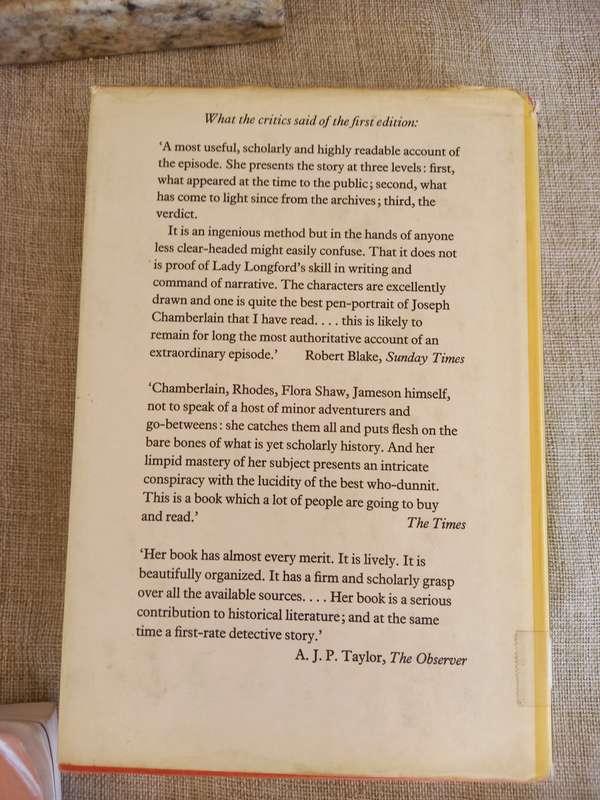 What the critics said of the first edition:
‘A most useful, scholarly and highly readable account of
the episode. She presents the story at three levels: first,
what appeared at the time to the public; second, what
has come to light since from the archives; third, the
verdict.
It is an ingenious method but in the hands of anyone
less clear-headed might easily confuse. That it does not
is proof of Lady Longford’s skill in writing and
command of narrative. The characters are excellently
drawn and one is quite the best pen-portrait of Joseph
Chamberlain that I have read. . . . this is likely to
remain for long the most authoritative account of an
extraordinary episode.’ Robert Blake, Sunday Times
‘Chamberlain, Rhodes, Flora Shaw, Jameson himself,
not to speak of a host of minor adventurers and
go-betweens: she catches them all and puts flesh on the
bare bones of what is yet scholarly history. And her
limpid mastery of her subject presents an intricate
conspiracy with the lucidity of the best who-dunnit.
This is a book which a lot of people are going to buy
and read.’ The Times
‘Her book has almost every merit. It is lively. It is
beautifully organized. It has a firm and scholarly grasp
over all the available sources. . . . Her book is a serious
contribution to historical literature; and at the same
time a first-rate detective story.’
A. J. P. Taylor, The Observer